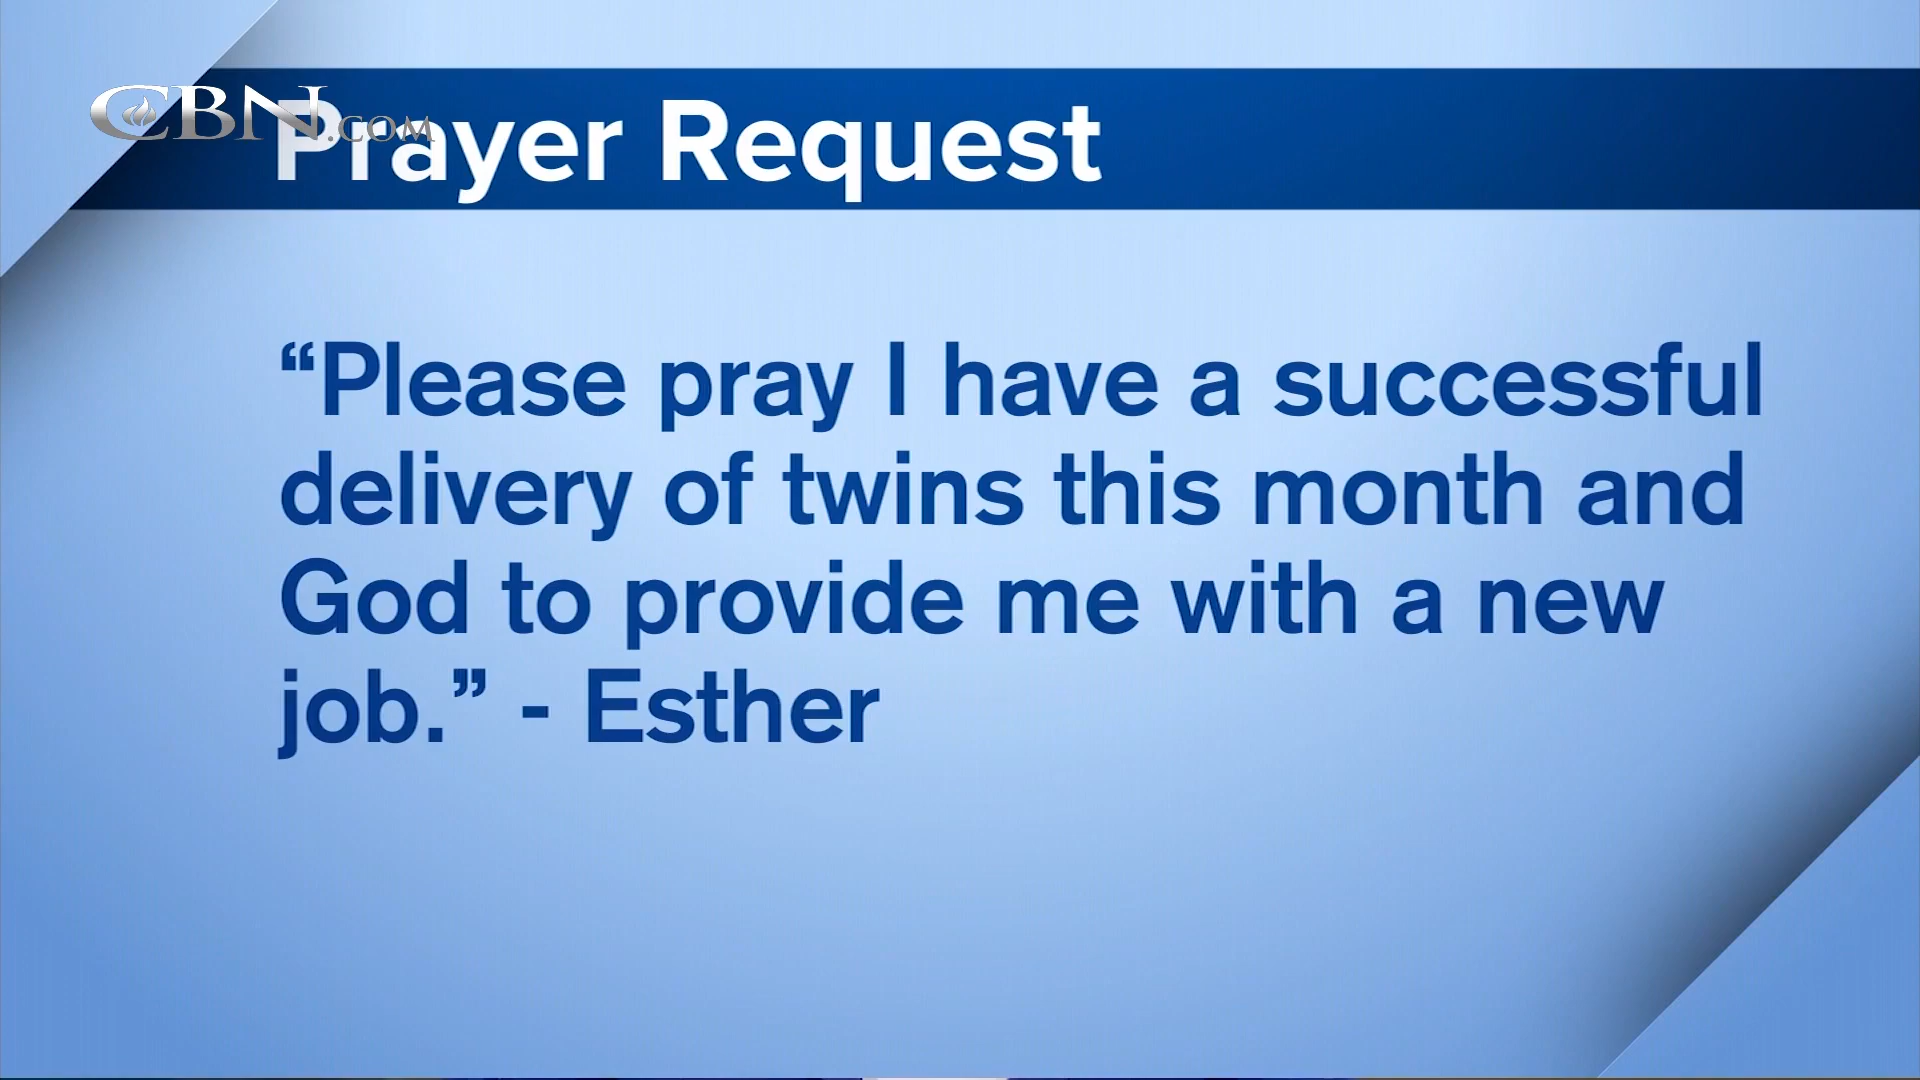 CBN.com
Prayer Request
“Please pray I have a successful
delivery of twins this month and
God to provide me with a new
job.” - Esther